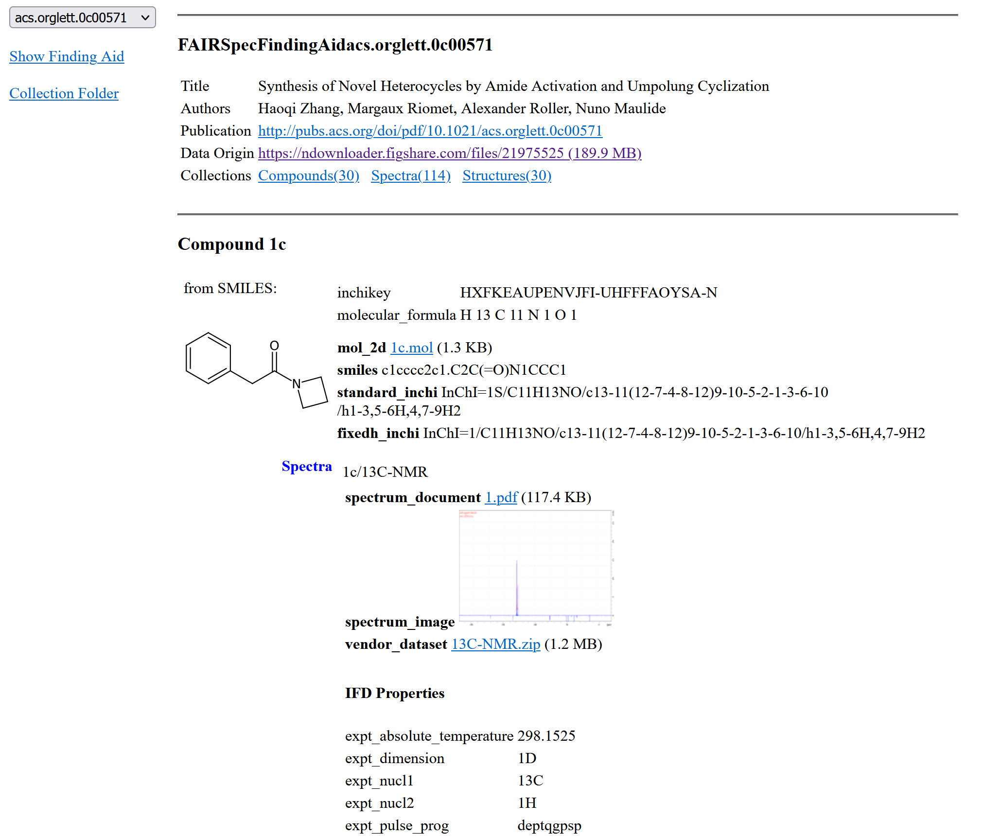 acs.orglett.0c00571
Show Finding Aid
Collection Folder
FAIRSpecFindingAidacs.orglett.0c00571
Title Synthesis of Novel Heterocycles by Amide Activation and Umpolung Cyclization
Authors Haoqi Zhang, Margaux Riomet, Alexander Roller, Nuno Maulide
Publication http://pubs.acs.org/doi/pdf/10.1021/acs.orglett.0c00571
Data Origin https://ndownloader.figshare.com/files/21975525 (189.9 MB)
Collections Compounds(30) Spectra(114) Structures(30)
Compound 1c
from SMILES:
O
N
inchikey HXFKEAUPENVJFI-UHFFFAOYSA-N
molecular_formula H 13 C 11 N 1 O 1
mol_2d 1c.mol (1.3 KB)
smiles c1cccc2c1.C2C(=O)N1CCC1
standard_inchi InChI=1S/C11H13NO/c13-11(12-7-4-8-12)9-10-5-2-1-3-6-10
/h1-3,5-6H,4,7-9H2
fixedh_inchi InChI=1/C11H13NO/c13-11(12-7-4-8-12)9-10-5-2-1-3-6-10/h1-3,5-6H,4,7-9H2
Spectra
1c/13C-NMR
spectrum_document 1.pdf (117.4 KB)
spectrum_image
vendor_dataset 13C-NMR.zip (1.2 MB)
IFD Properties
expt_absolute_temperature 298.1525
expt_dimension 1D
expt_nucl1 13C
expt_nucl2 1H
expt_pulse_prog deptqgpsp